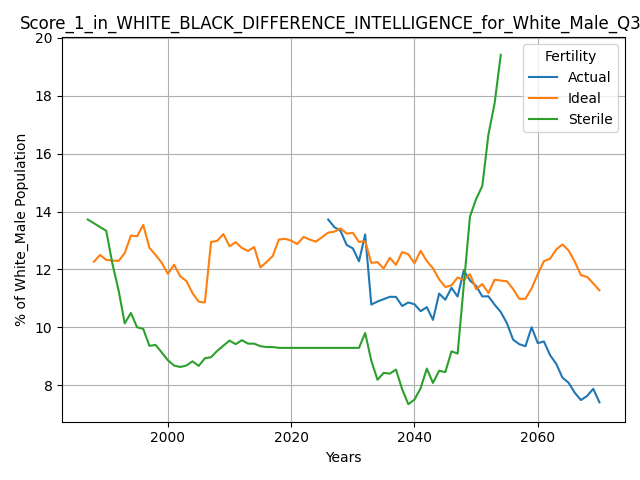 Score_1_in_WHITE_BLACK_DIFFERENCE_INTELLIGENCE_for_White_Male_Q3
20
18
16
14
12
10
8
% of White_Male Population
Fertility
Actual
Ideal
Sterile
2000 2020 2040 2060
Years